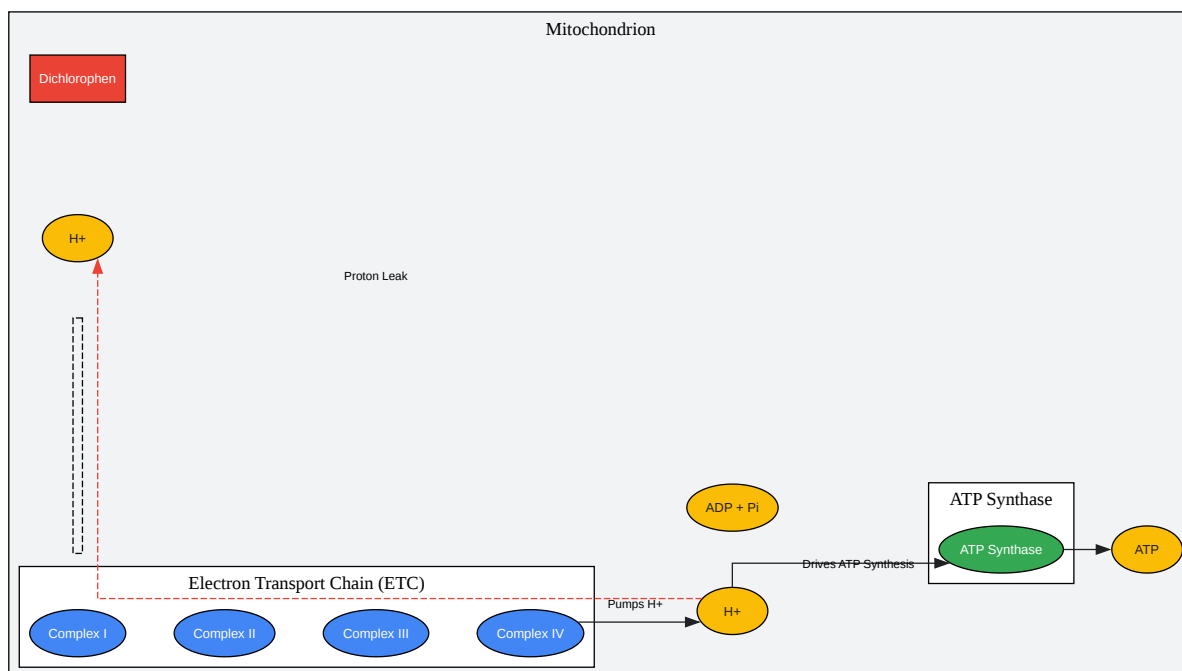 Mitochondrion
Dichlorophen
H+
Proton Leak
ADP + Pi
ATP Synthase
ATP Synthase
ATP
Drives ATP Synthesis
Electron Transport Chain (ETC)
Pumps H+
H+
Complex I
Complex II
Complex III
Complex IV